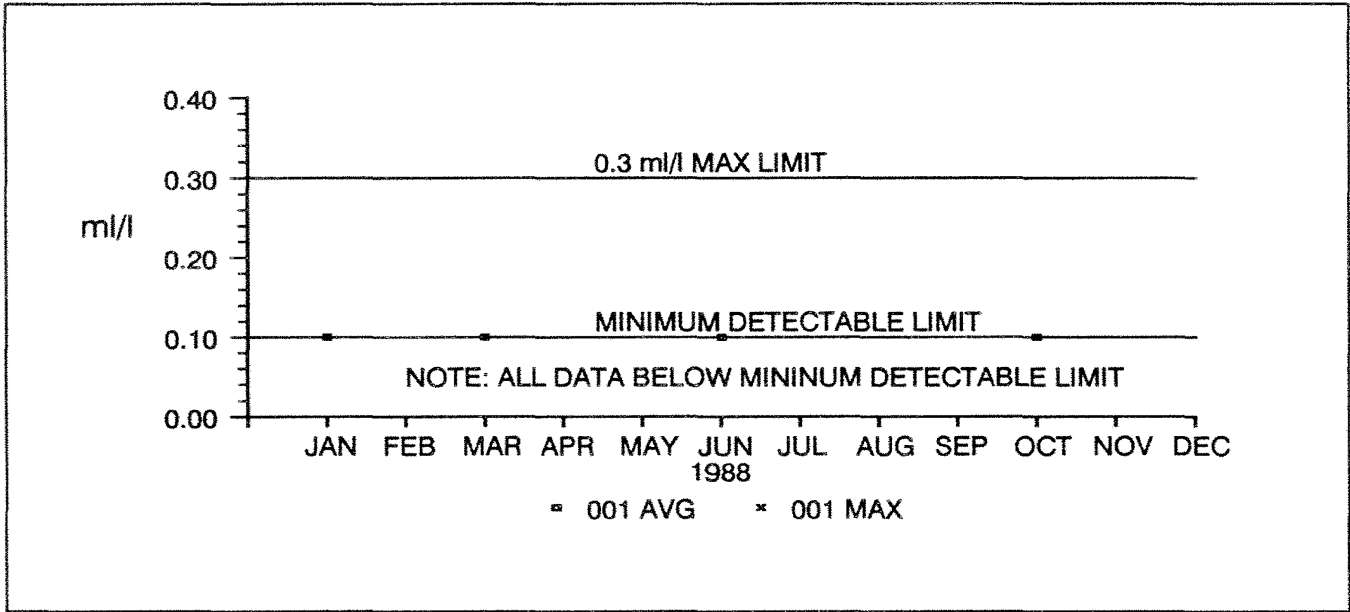 0.40
0.3 ml/l MAX LIMIT
0.30
ml/l
0.20
MINIMUM DETECTABLE LIMIT
0.10
NOTE: ALL DATA BELOW MININUM DETECTABLE LIMIT
0.00
JAN FEB MAR APR MAY JUN JUL AUG SEP OCT NOV DEC
1988
001 AVG 001 MAX